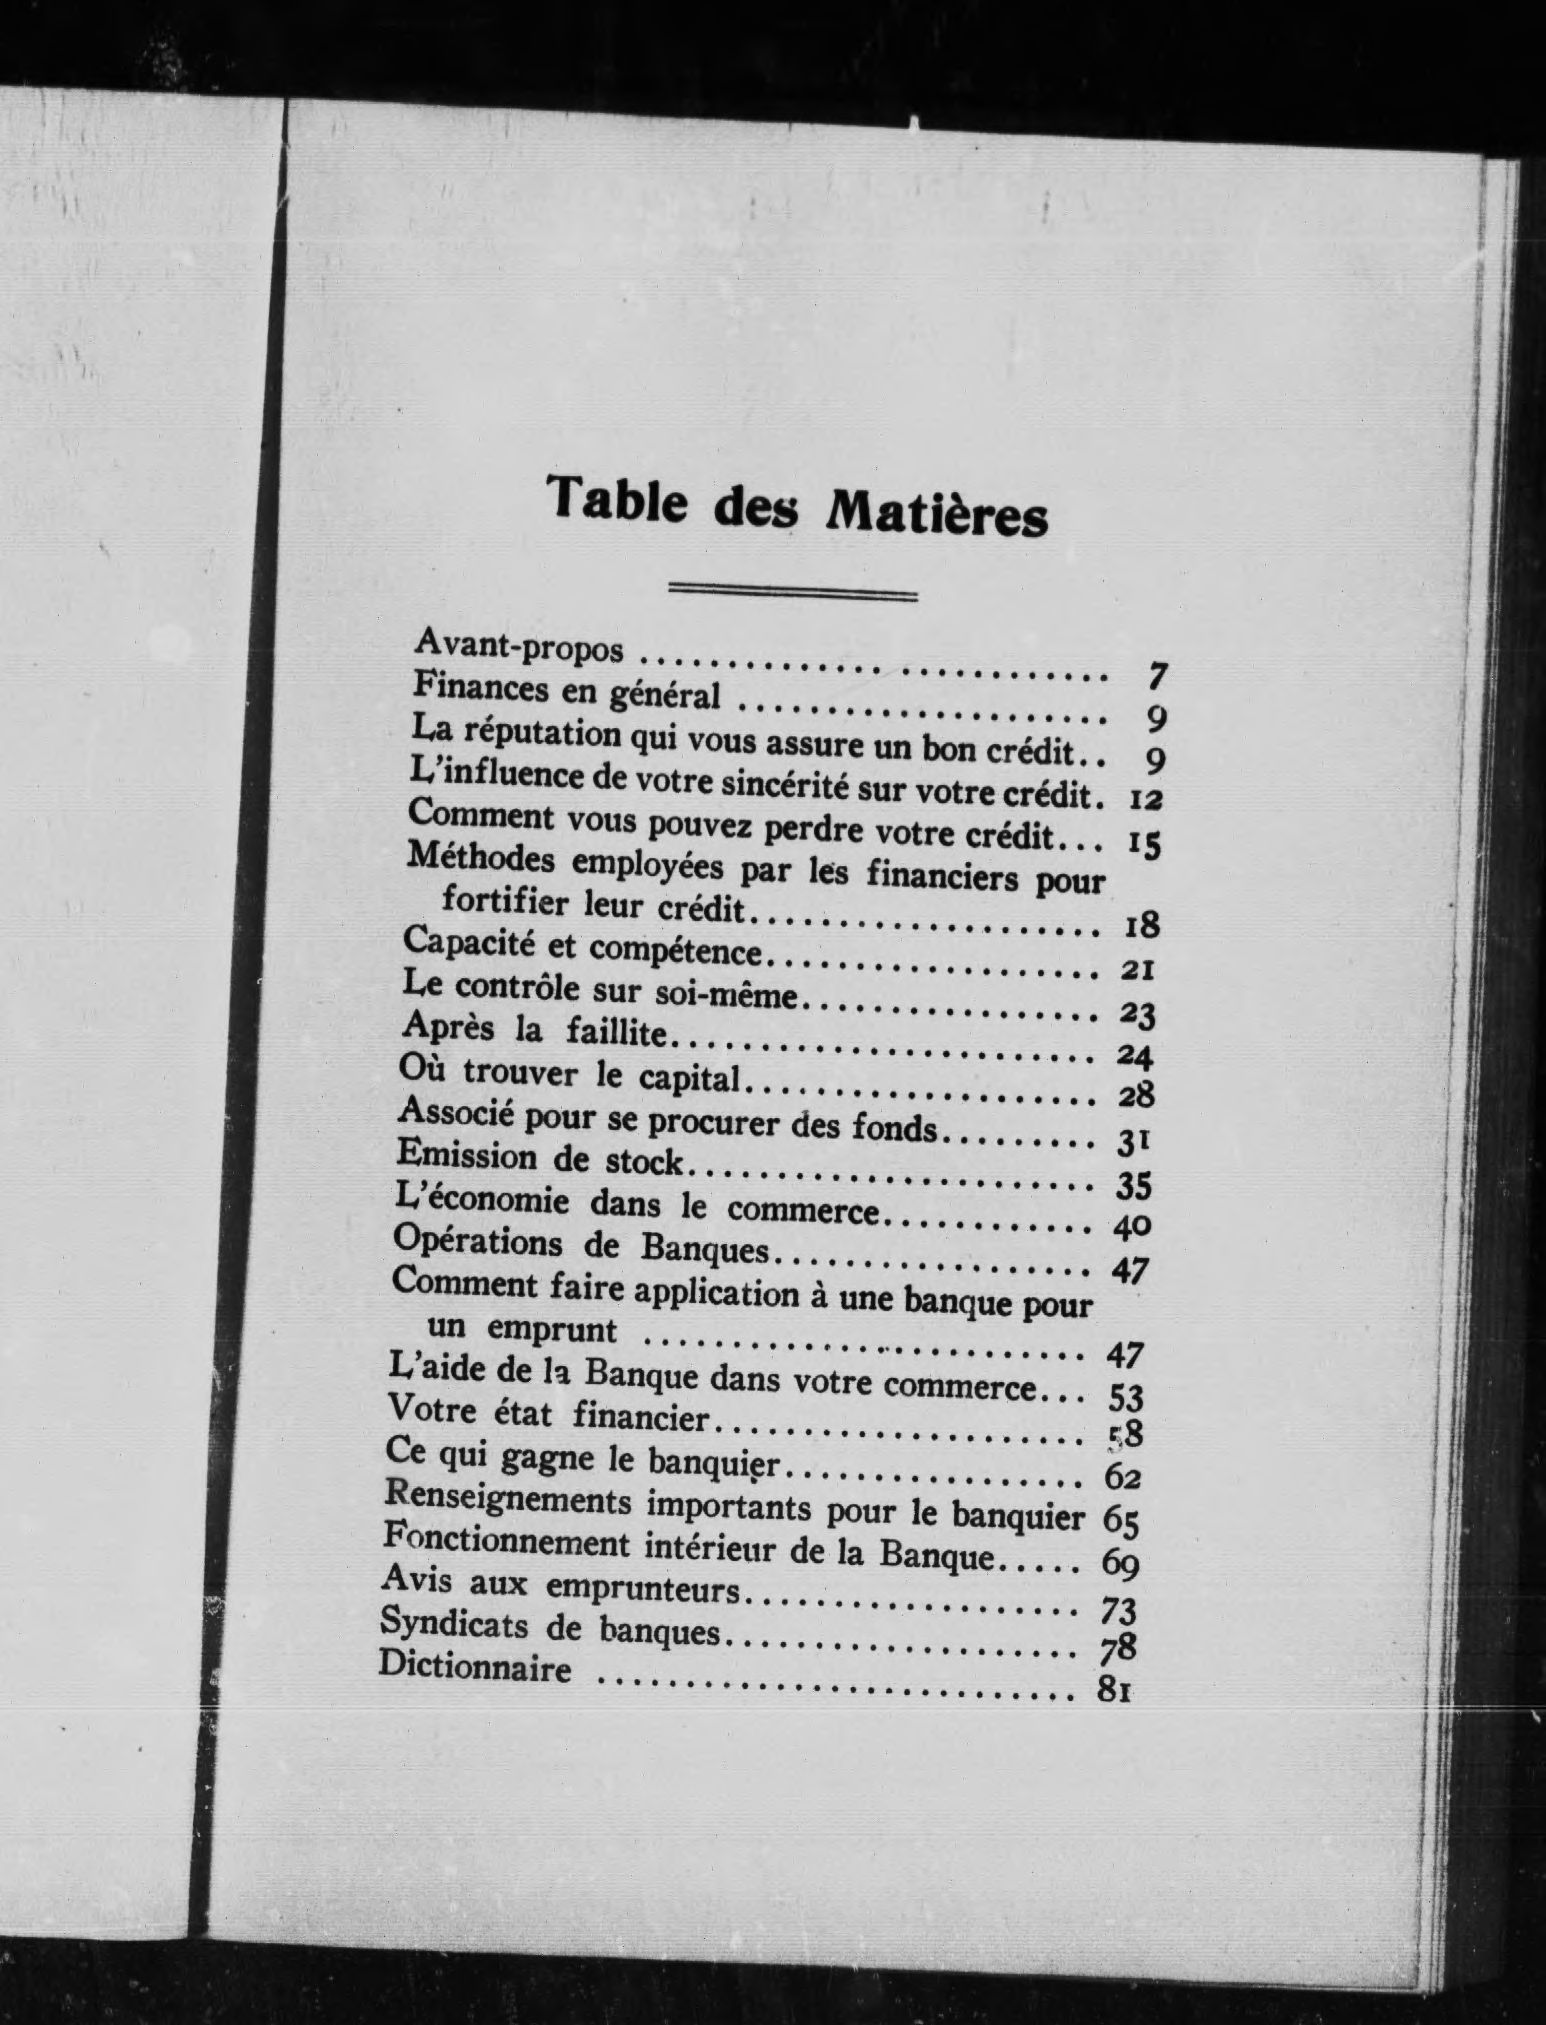 Table des Matières
Avant-propos .......................... 7
Finances en général ..................... 9
La réputation qui vous assure un bon crédit.. 9
L'influence de votre sincérité sur votre crédit. 12
Comment vous pouvez perdre votre crédit... 15
Méthodes employées par les financiers pour
fortifier leur crédit.................... 18
Capacité et compétence................... 21
Le contrôle sur soi-même................. 23
Après la faillite........................ 24
Où trouver le capital.................... 28
Associé pour se procurer des fonds......... 31
Emission de stock....................... 35
L'économie dans le commerce............ 40
Opérations de Banques.................. 47
Comment faire application à une banque pour
un emprunt ......................... 47
L'aide de la Banque dans votre commerce... 53
Votre état financier..................... 58
Ce qui gagne le banquier................. 62
Renseignements importants pour le banquier 65
Fonctionnement intérieur de la Banque..... 69
Avis aux emprunteurs................... 73
Syndicats de banques.................... 78
Dictionnaire ........................... 81